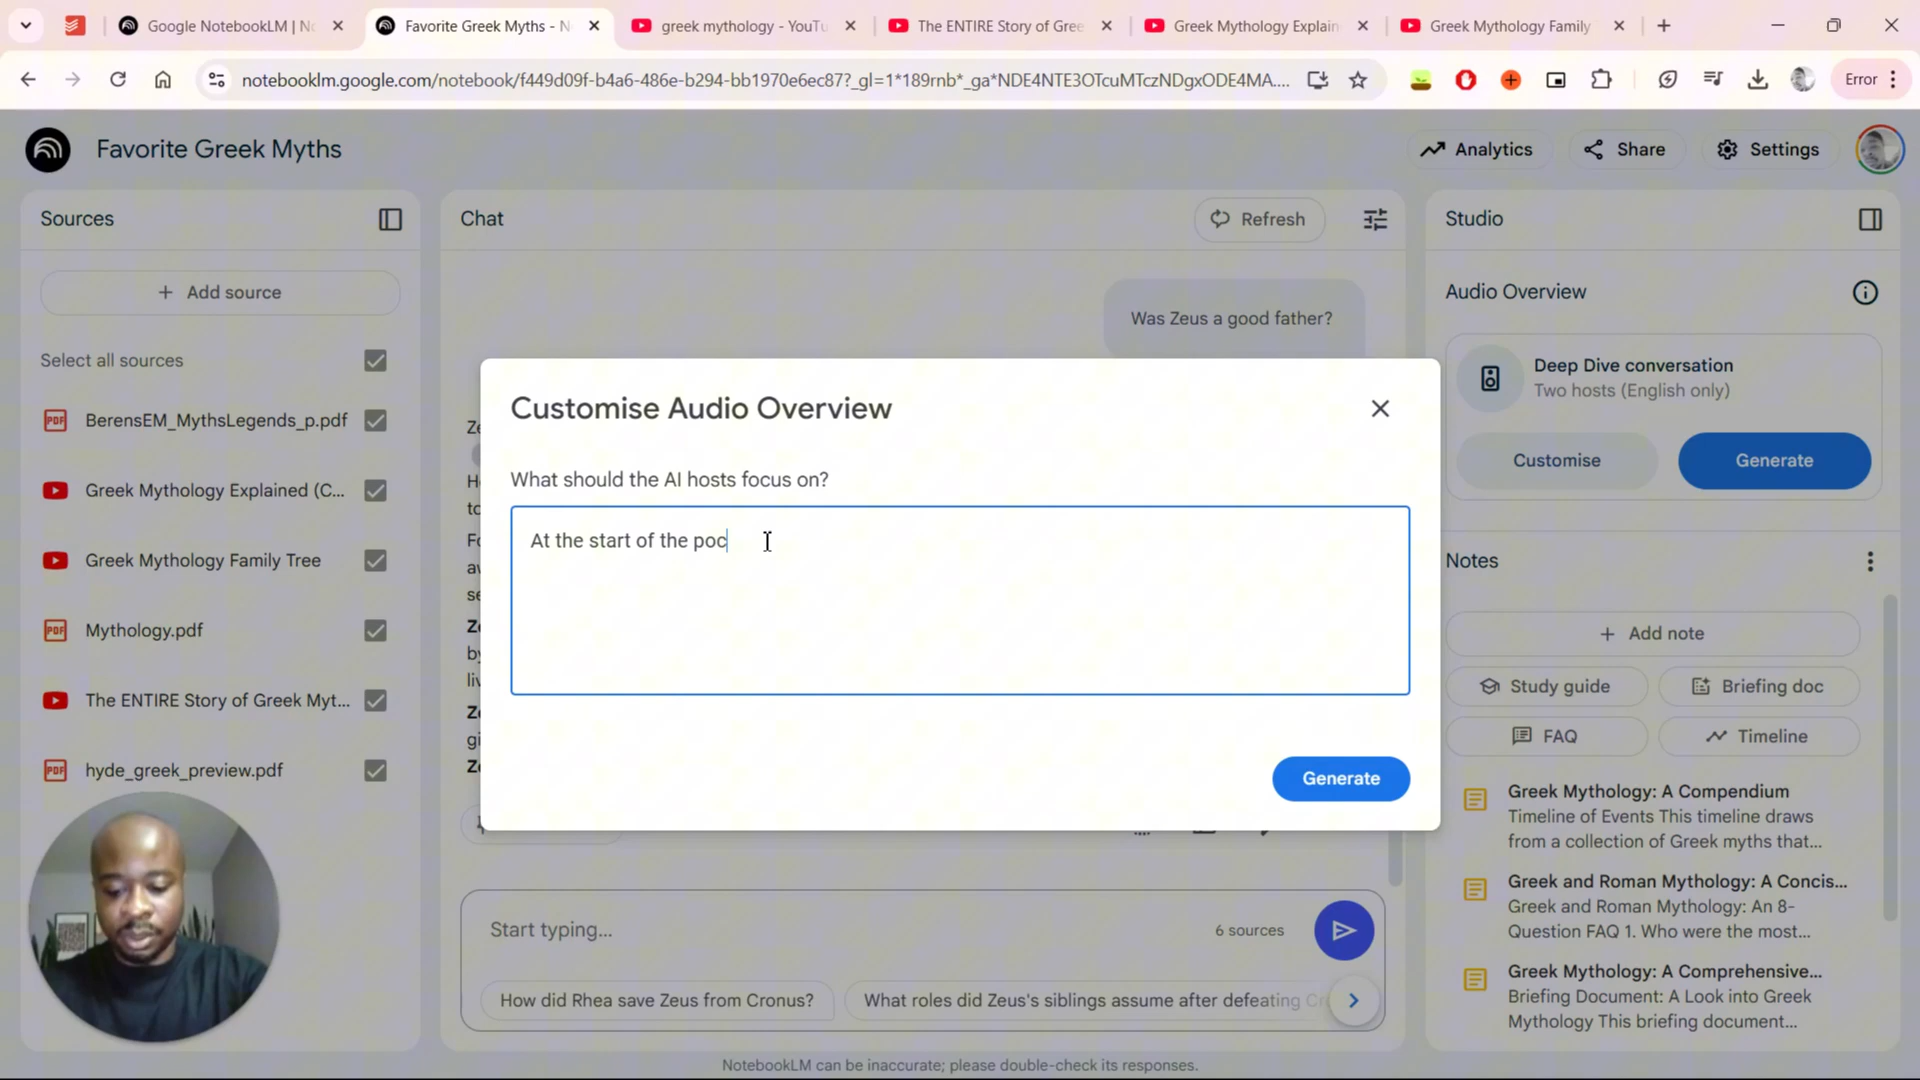 Google NotebookLM | No
Favorite Greek Myths - N
greek mythology - YouTu
The ENTIRE Story of Gree
Greek Mythology Explain
Greek Mythology Family
notebooklm.google.com/notebook/f449d09f-b4a6-486e-b294-bb1970e6ec87?_gl=1*189rnb*_ga*NDE4NTE3OTcuMTczNDgxODE4MA....
Error
Favorite Greek Myths
Analytics
Share
Settings
Sources
Add source
Select all sources
BerensEM_MythsLegends_p.pdf
Greek Mythology Explained (C...
Greek Mythology Family Tree
Mythology.pdf
The ENTIRE Story of Greek Myt...
hyde_greek_preview.pdf
Chat
Refresh
Was Zeus a good father?
Customise Audio Overview
What should the AI hosts focus on?
At the start of the poc
Generate
Start typing...
6 sources
How did Rhea save Zeus from Cronus?
What roles did Zeus's siblings assume after defeating Cr
Studio
Audio Overview
Deep Dive conversation
Two hosts (English only)
Customise
Generate
Notes
Add note
Study guide
Briefing doc
FAQ
Timeline
Greek Mythology: A Compendium
Timeline of Events This timeline draws
from a collection of Greek myths that...
Greek and Roman Mythology: A Concis...
Greek and Roman Mythology: An 8-
Question FAQ 1. Who were the most...
Greek Mythology: A Comprehensive...
Briefing Document: A Look into Greek
Mythology This briefing document...
NotebookLM can be inaccurate; please double-check its responses.